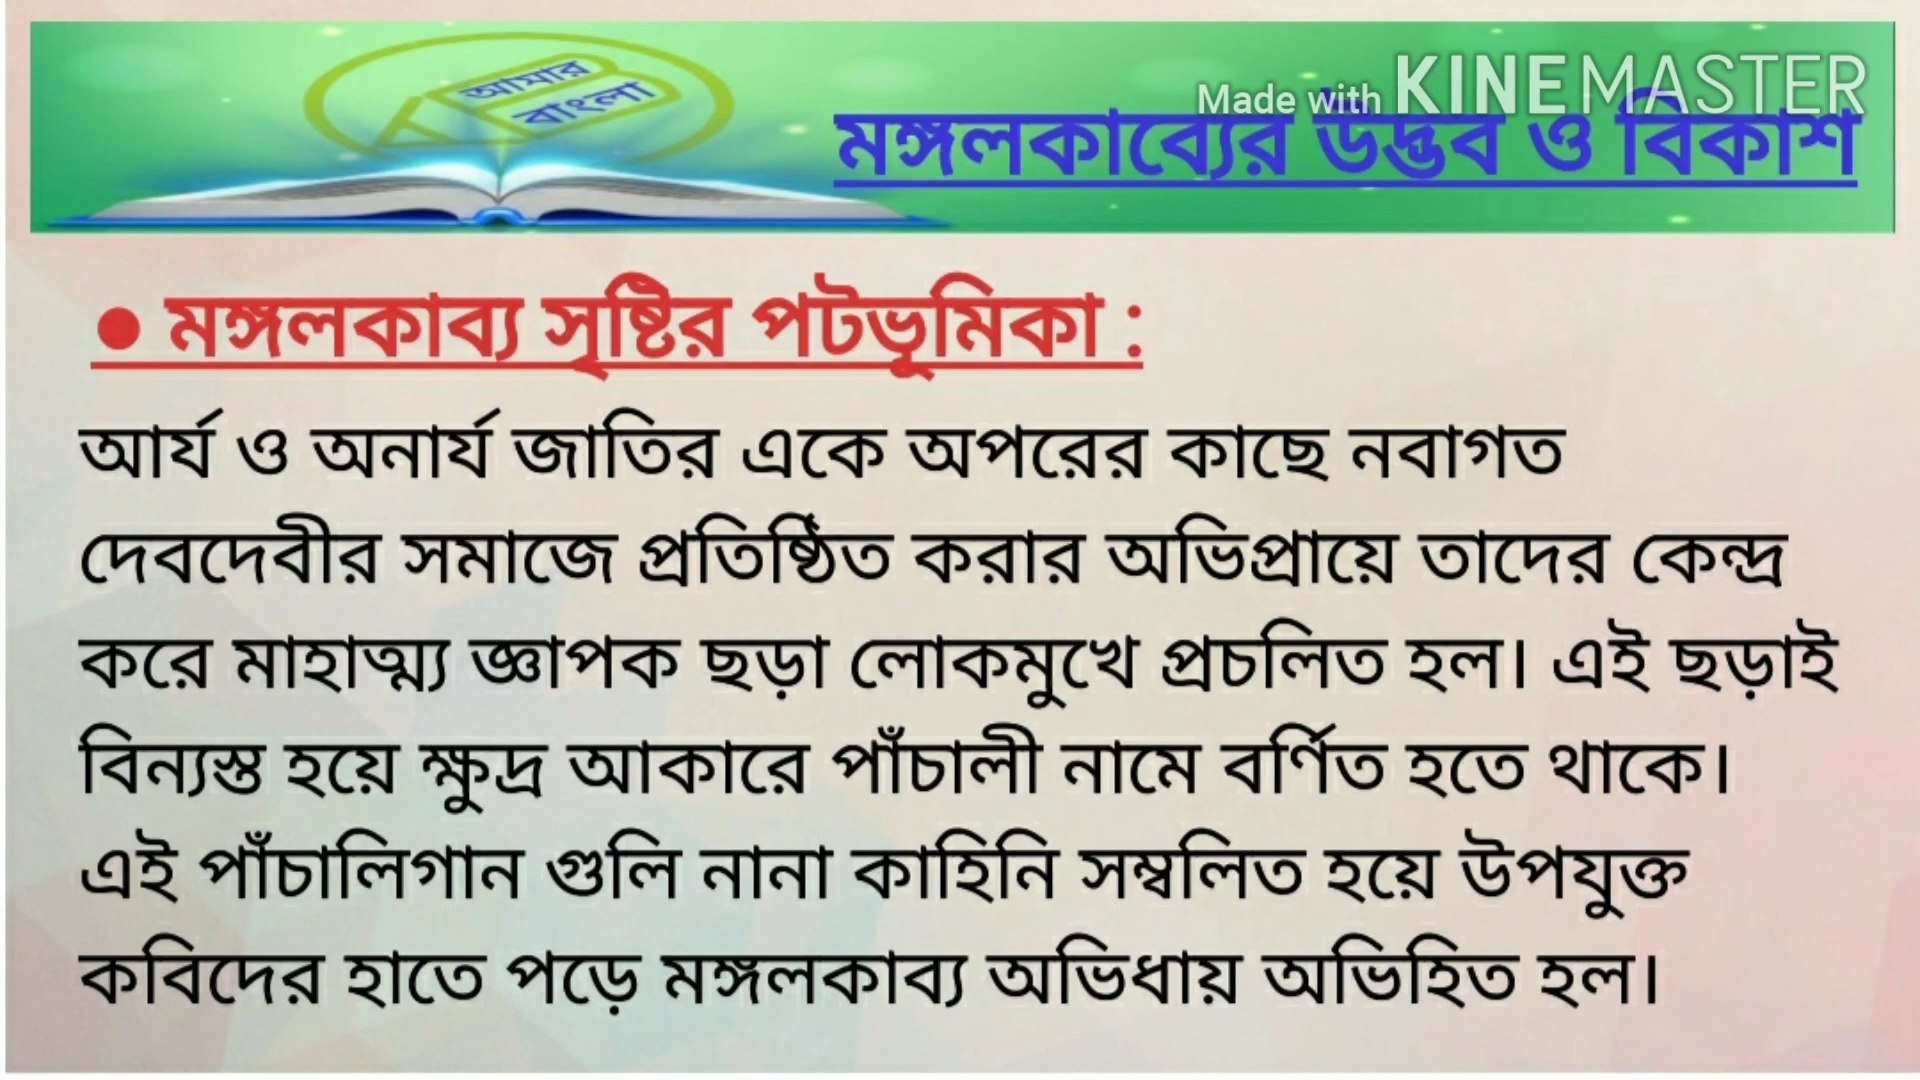 আমার
বাংলা
Made with KINEMASTER
মঙ্গলকাব্যের উদ্ভব ও বিকাশ
● মঙ্গলকাব্য সৃষ্টির পটভূমিকা :
আর্য ও অনার্য জাতির একে অপরের কাছে নবাগত
দেবদেবীর সমাজে প্রতিষ্ঠিত করার অভিপ্রায়ে তাদের কেন্দ্র
করে মাহাত্ম্য জ্ঞাপক ছড়া লোকমুখে প্রচলিত হল। এই ছড়াই
বিন্যস্ত হয়ে ক্ষুদ্র আকারে পাঁচালী নামে বর্ণিত হতে থাকে।
এই পাঁচালিগান গুলি নানা কাহিনি সম্বলিত হয়ে উপযুক্ত
কবিদের হাতে পড়ে মঙ্গলকাব্য অভিধায় অভিহিত হল।